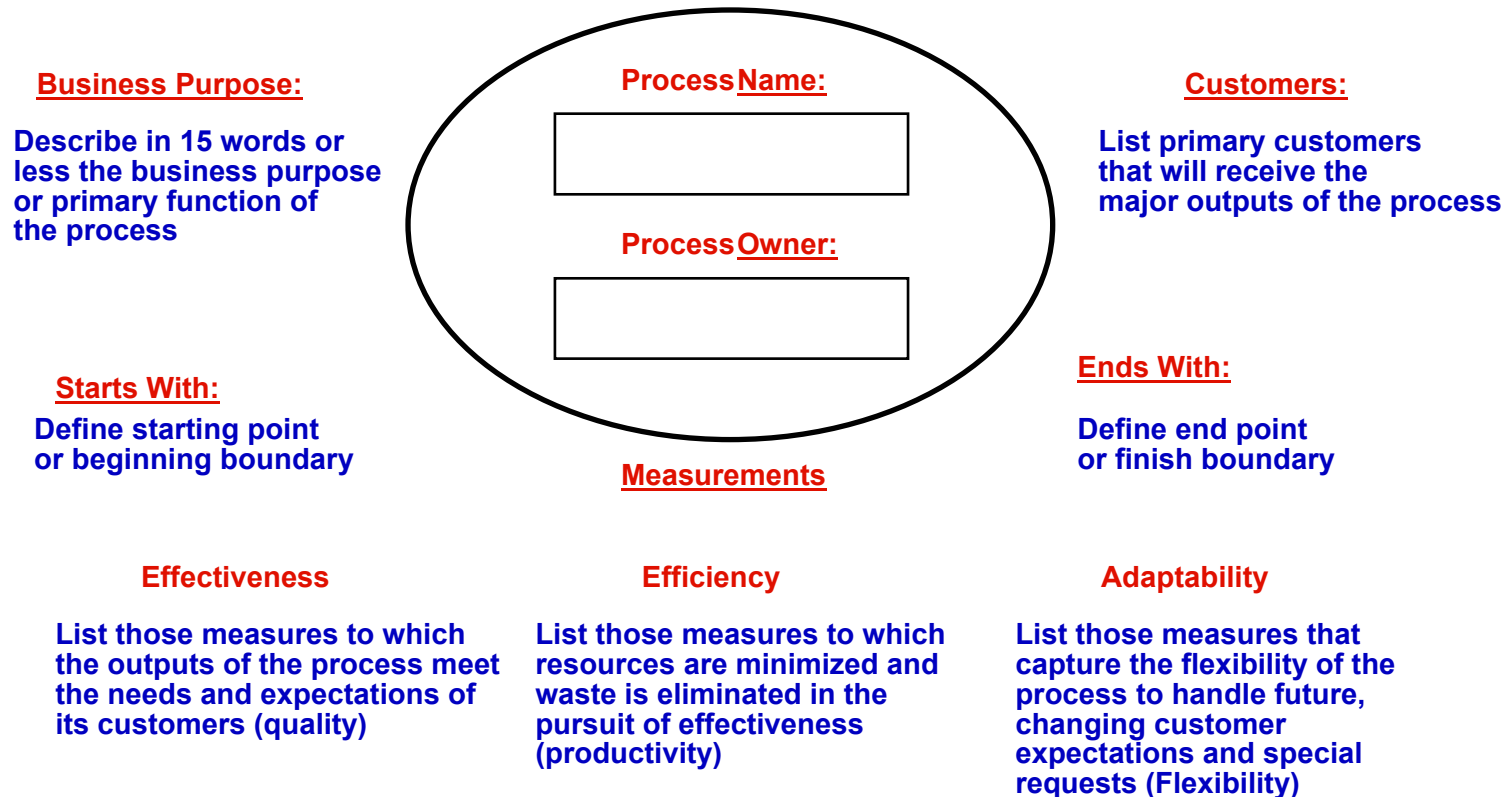 Business Purpose:
Describe in 15 words or
less the business purpose
or primary function of
the process
Process Name:
Process Owner:
Customers:
List primary customers
that will receive the
major outputs of the process
Starts With:
Define starting point
or beginning boundary
Ends With:
Define end point
or finish boundary
Measurements
Effectiveness
List those measures to which
the outputs of the process meet
the needs and expectations of
its customers (quality)
Efficiency
List those measures to which
resources are minimized and
waste is eliminated in the
pursuit of effectiveness
(productivity)
Adaptability
List those measures that
capture the flexibility of the
process to handle future,
changing customer
expectations and special
requests (Flexibility)